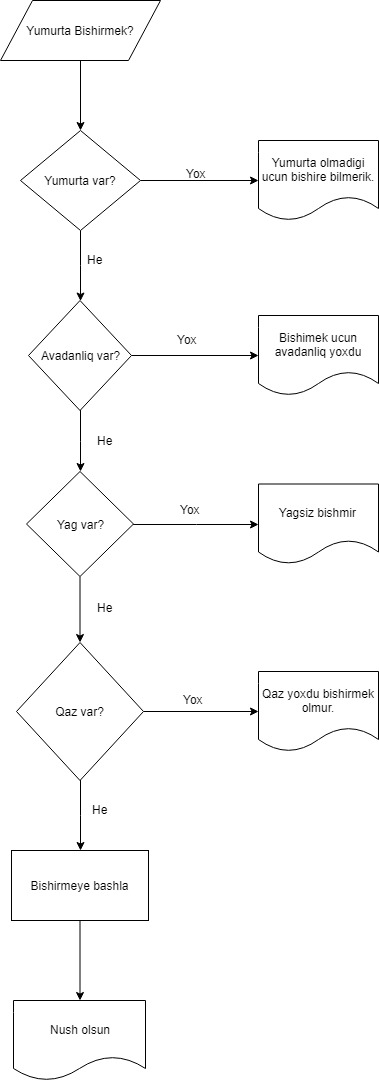 Yumurta Bishirmek?
Yumurta var?
Yox
Yumurta olmadigi
ucun bishire bilmerik.
He
Avadanliq var?
Yox
Bishimek ucun
avadanliq yoxdu
He
Yag var?
Yox
Yagsiz bishmir
He
Qaz var?
Yox
Qaz yoxdu bishirmek
olmur.
He
Bishirmeye bashla
Nush olsun